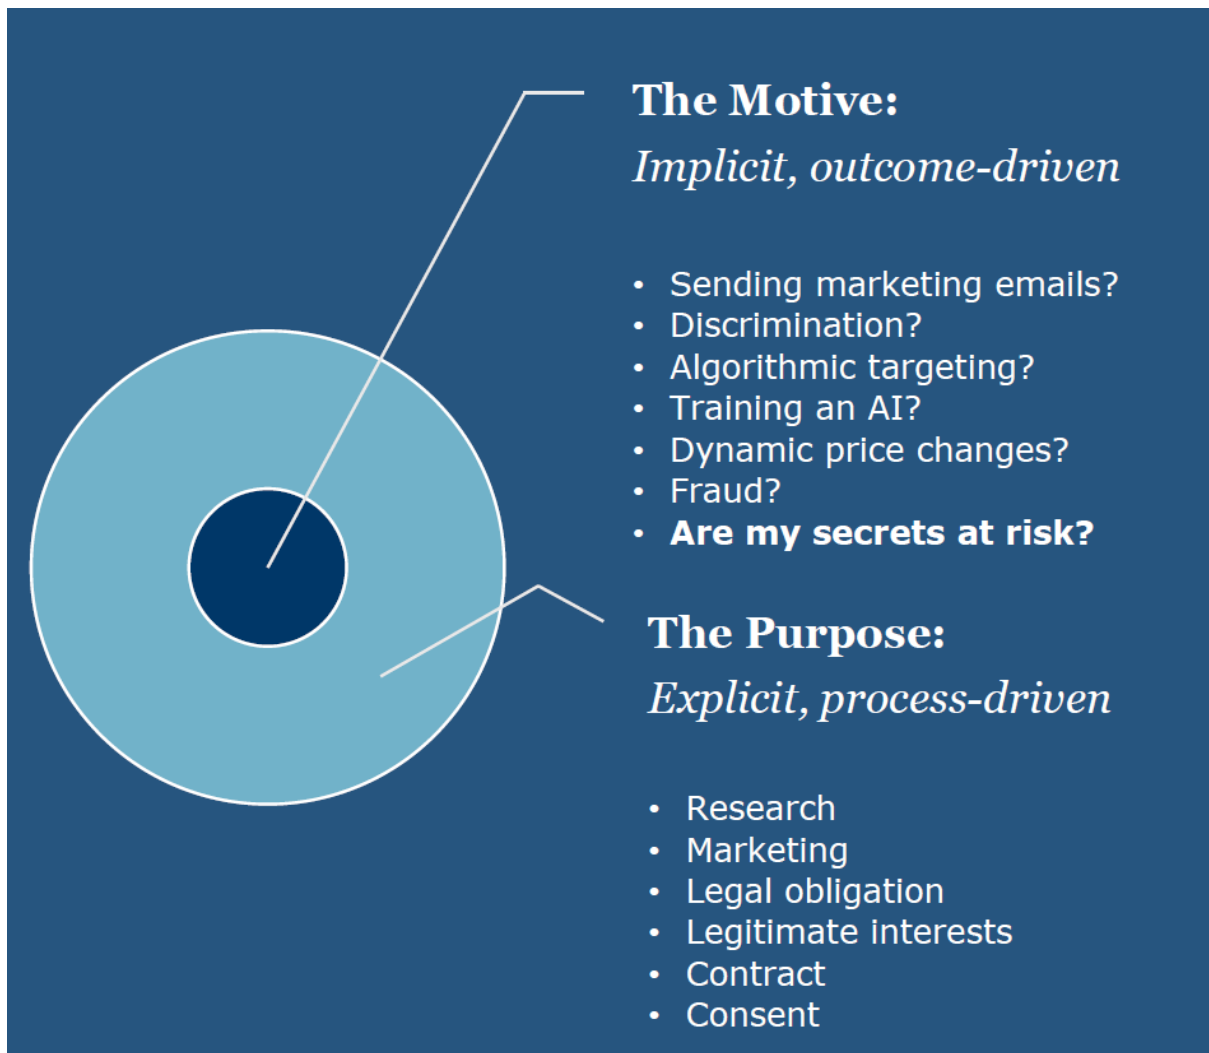 The Motive:
Implicit, outcome-driven
• Sending marketing emails?
• Discrimination?
• Algorithmic targeting?
• Training an AI?
• Dynamic price changes?
• Fraud?
• Are my secrets at risk?
The Purpose:
Explicit, process-driven
• Research
• Marketing
• Legal obligation
• Legitimate interests
• Contract
• Consent